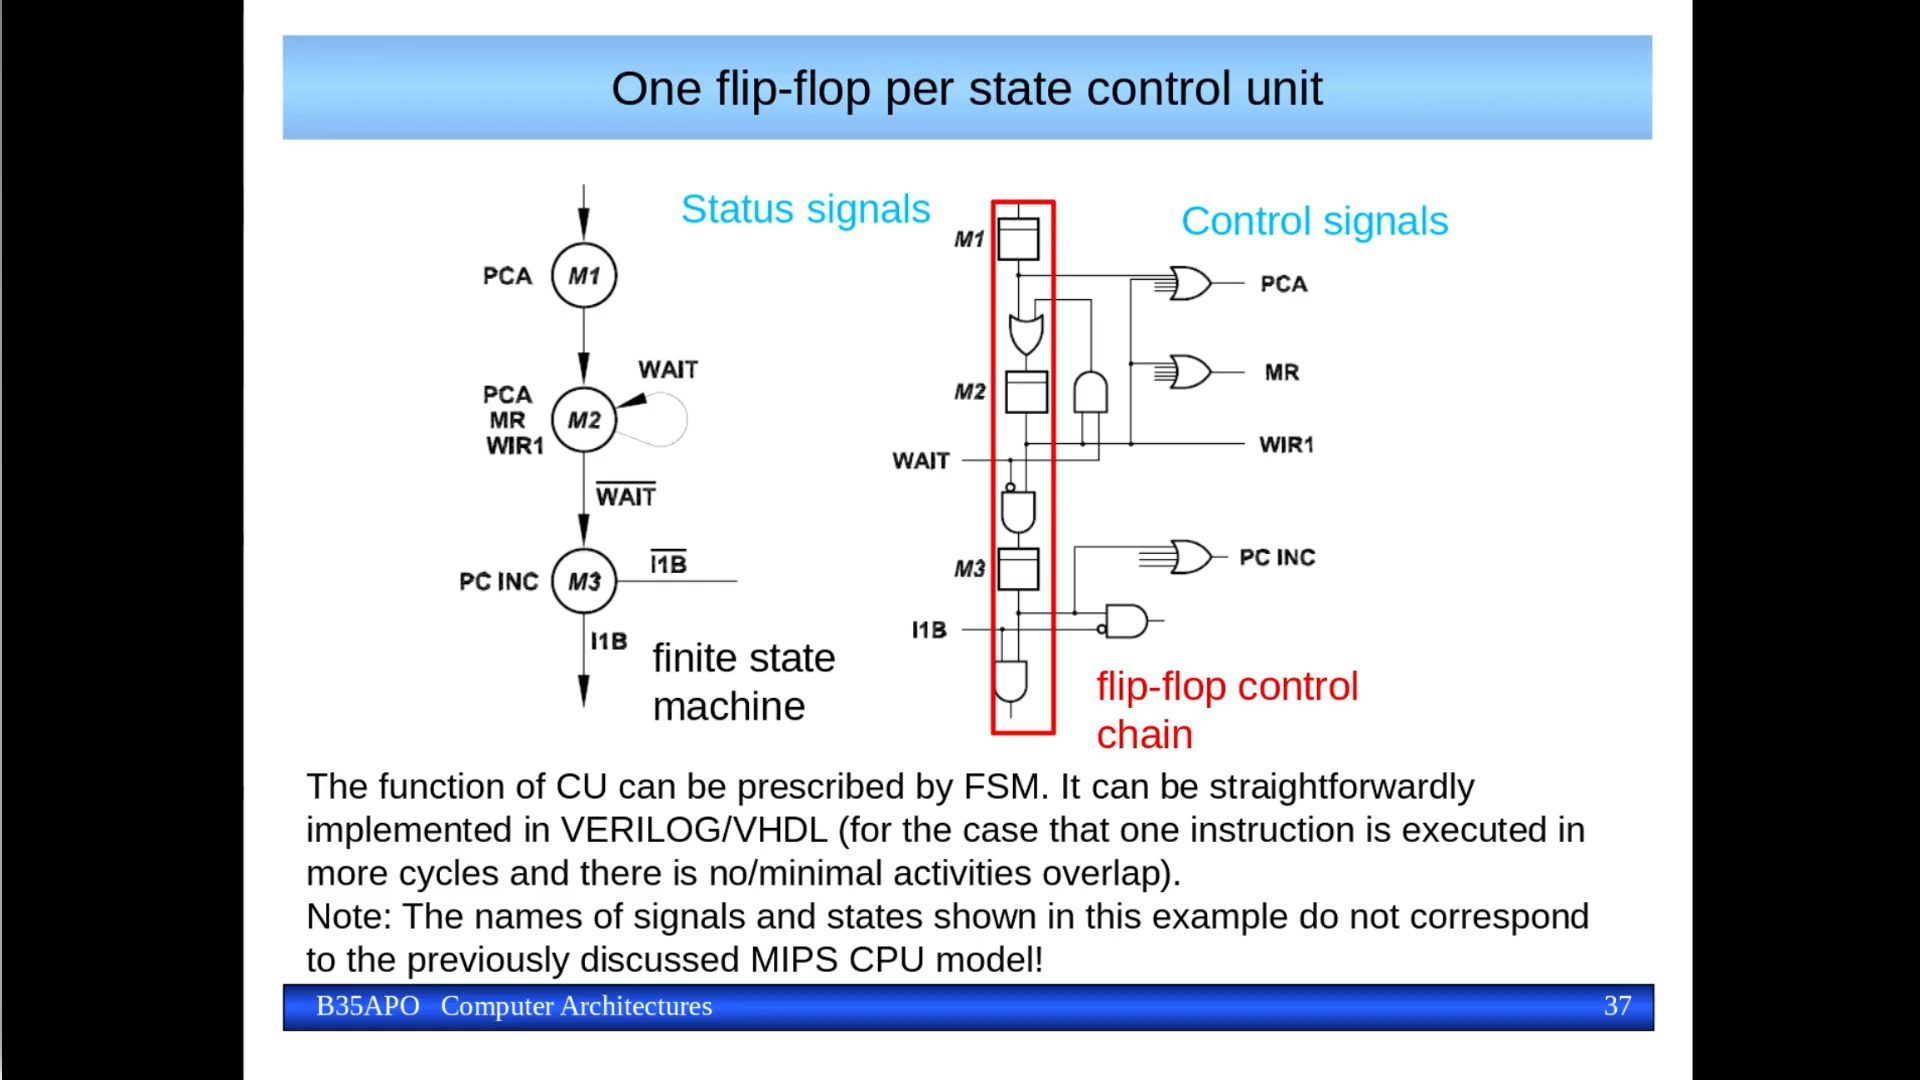 One flip-flop per state control unit
Status signals
Control signals
PCA
M1
WAIT
PCA
MR
WIR1
M2
WAIT
PC INC
M3
I1B
I1B
finite state
machine
M1
PCA
M2
MR
WAIT
WIR1
M3
PC INC
I1B
flip-flop control
chain
The function of CU can be prescribed by FSM. It can be straightforwardly
implemented in VERILOG/VHDL (for the case that one instruction is executed in
more cycles and there is no/minimal activities overlap).
Note: The names of signals and states shown in this example do not correspond
to the previously discussed MIPS CPU model!
B35APO Computer Architectures
37